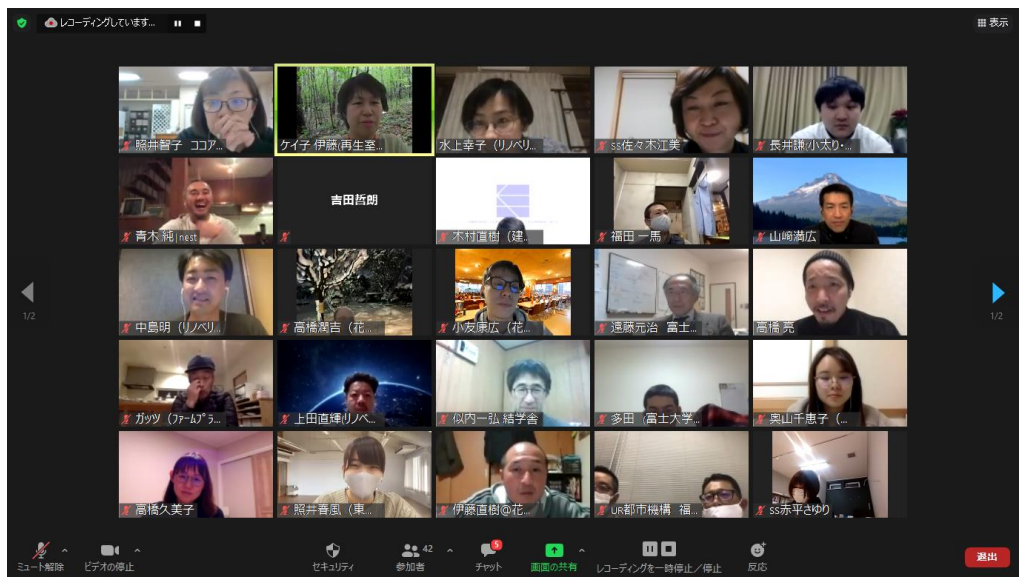 レコーディングしています...
表示
照井智子 ココア...
ケイ子 伊藤(再生室...
水上幸子 (リノベリ...
ss佐々木江美
長井謙(小太り・...
青木純|nest
吉田哲朗
木村直樹 (建...
福田 一馬
山﨑満広
中島明 (リノベリ...
高橋潤吉 (花...
小友康広 (花...
遠藤元治 富士...
高橋亮
ガッツ (ファームプラ...
上田直輝(リノベ...
似内一弘 結学舎
多田 (富士大学...
奥山千恵子 (...
高橋久美子
照井春風 (東...
伊藤直樹@花...
UR都市機構 福...
ss赤平さゆり
1/2
1/2
ミュート解除
ビデオの停止
セキュリティ
42
参加者
5
チャット
画面の共有
レコーディングを一時停止/停止
反応
退出